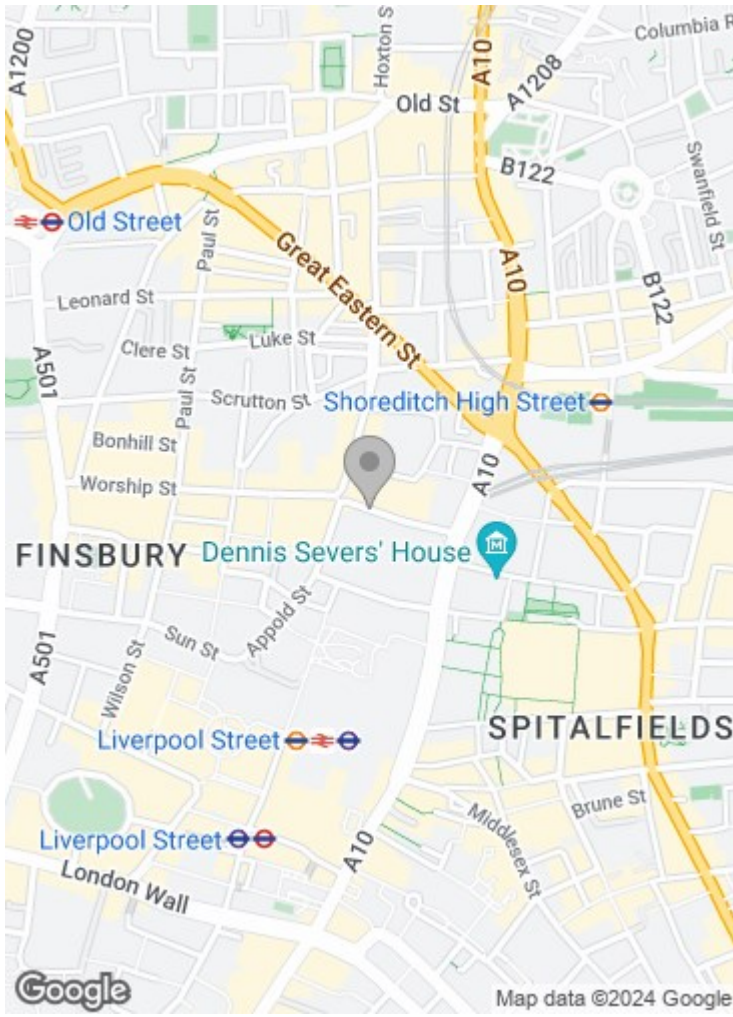 Columbia R
A1200
Hoxton S
A10
Old St
A1208
B122
Swanfield St
Old Street
Paul St
Great Eastern St
A10
Leonard St
B122
Clere St
Luke St
A501
Paul St
Scrutton St
Shoreditch High Street
Bonhill St
Worship St
A10
FINSBURY
Dennis Severs' House
M
Appold St
Sun St
A501
Wilson St
Liverpool Street
SPITALFIELDS
Brune St
Middlesex St
Liverpool Street
A10
London Wall
Google
Map data ©2024 Google